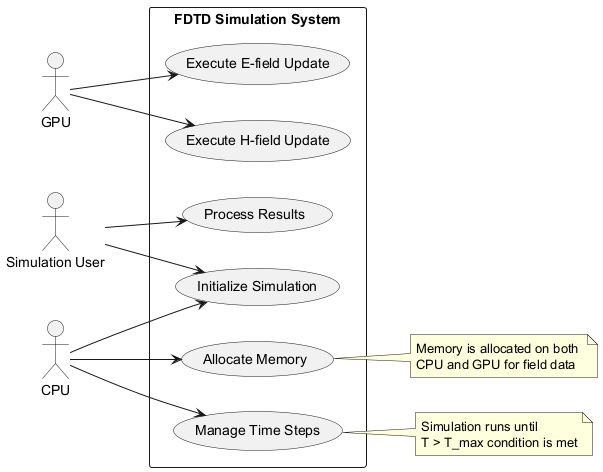 FDTD Simulation System
Execute E-field Update
GPU
Execute H-field Update
Process Results
Simulation User
Initialize Simulation
CPU
Allocate Memory
Memory is allocated on both
CPU and GPU for field data
Manage Time Steps
Simulation runs until
T > T_max condition is met